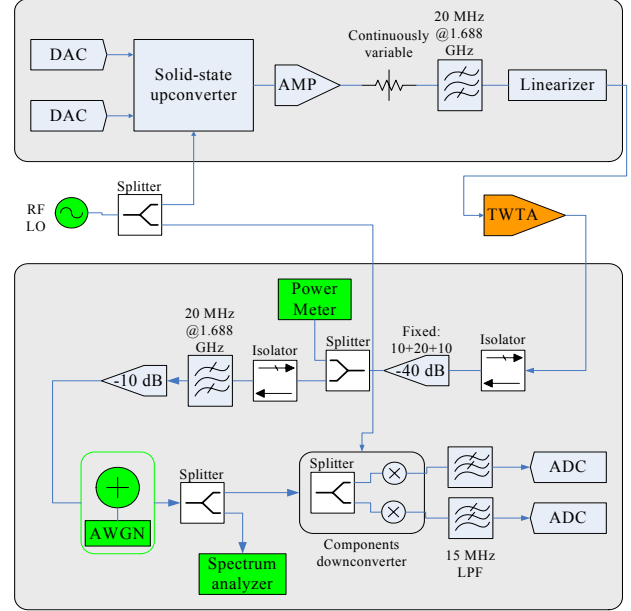 DAC
DAC
Solid-state
upconverter
AMP
Continuously
variable
20 MHz
@1.688
GHz
Linearizer
RF
LO
Splitter
TWTA
Power
Meter
20 MHz
@1.688
GHz
Isolator
Splitter
Fixed:
10+20+10
-40 dB
Isolator
-10 dB
AWGN
Splitter
Spectrum
analyzer
Splitter
Components
downconverter
15 MHz
LPF
ADC
ADC